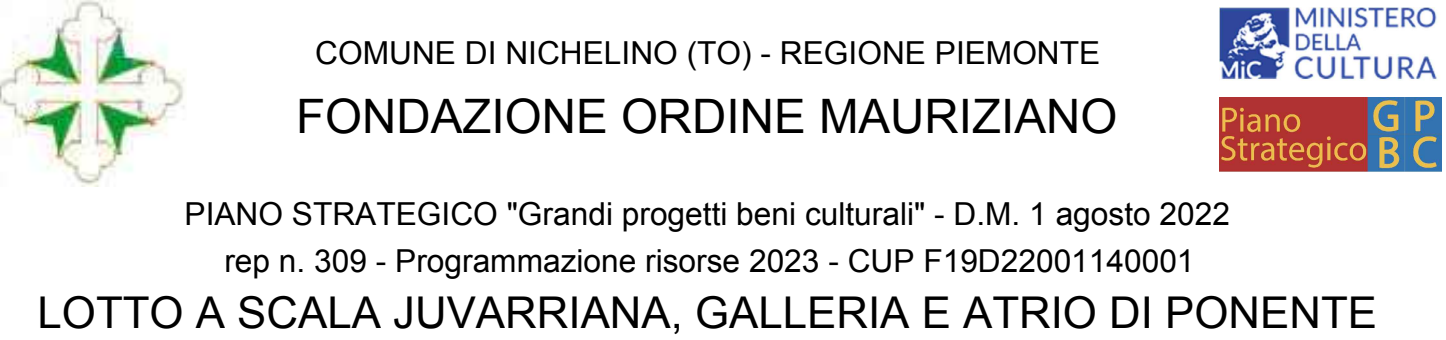 COMUNE DI NICHELINO (TO) - REGIONE PIEMONTE
FONDAZIONE ORDINE MAURIZIANO
MiC
MINISTERO
DELLA
CULTURA
Piano
Strategico
G P
B C
PIANO STRATEGICO "Grandi progetti beni culturali" - D.M. 1 agosto 2022
rep n. 309 - Programmazione risorse 2023 - CUP F19D22001140001
LOTTO A SCALA JUVARRIANA, GALLERIA E ATRIO DI PONENTE